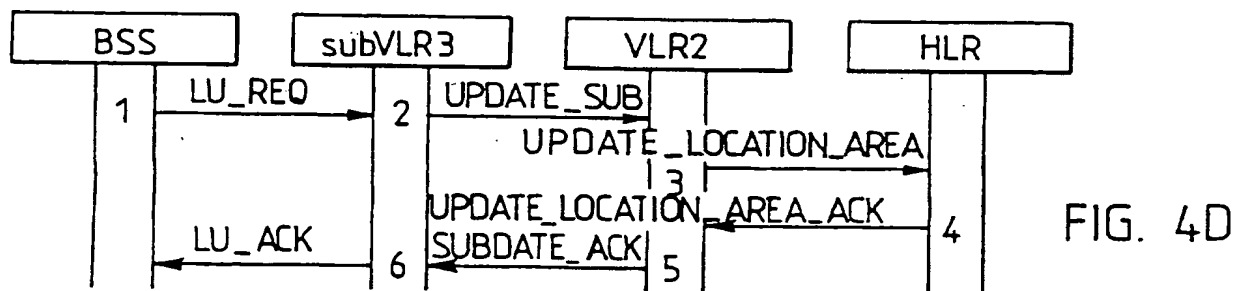 BSS subVLR3 VLR2 HLR
1 LU_REQ 2 UPDATE_SUB
UPDATE_LOCATION_AREA
3
UPDATE_LOCATION_AREA_ACK 4 FIG. 4D
LU_ACK 6 SUBDATE_ACK 5